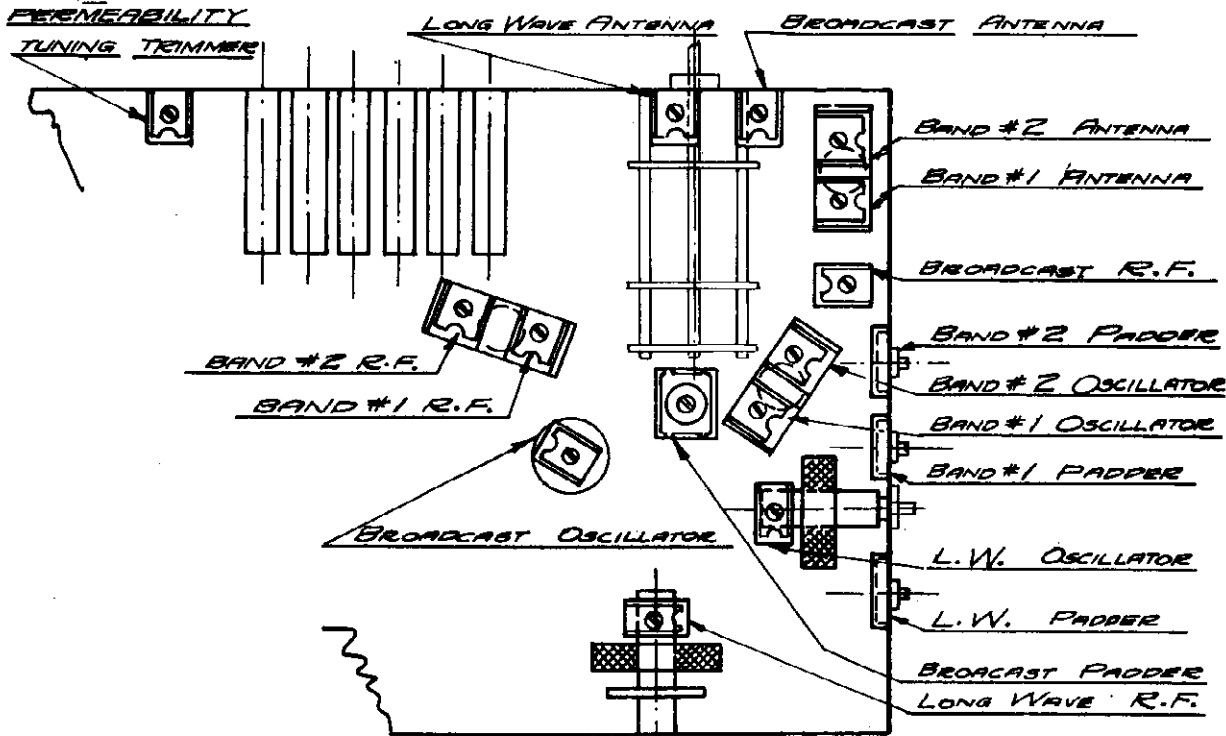 PERMEABILITY
TUNING TRIMMER
LONG WAVE ANTENNA
BROADCAST ANTENNA
BAND #2 ANTENNA
BAND #1 ANTENNA
BROADCAST R.F.
BAND #2 PADDER
BAND #2 R.F.
BAND #2 OSCILLATOR
BAND #1 R.F.
BAND #1 OSCILLATOR
BAND #1 PADDER
BROADCAST OSCILLATOR
L.W. OSCILLATOR
L.W. PADDER
BROACAST PADDER
LONG WAVE R.F.